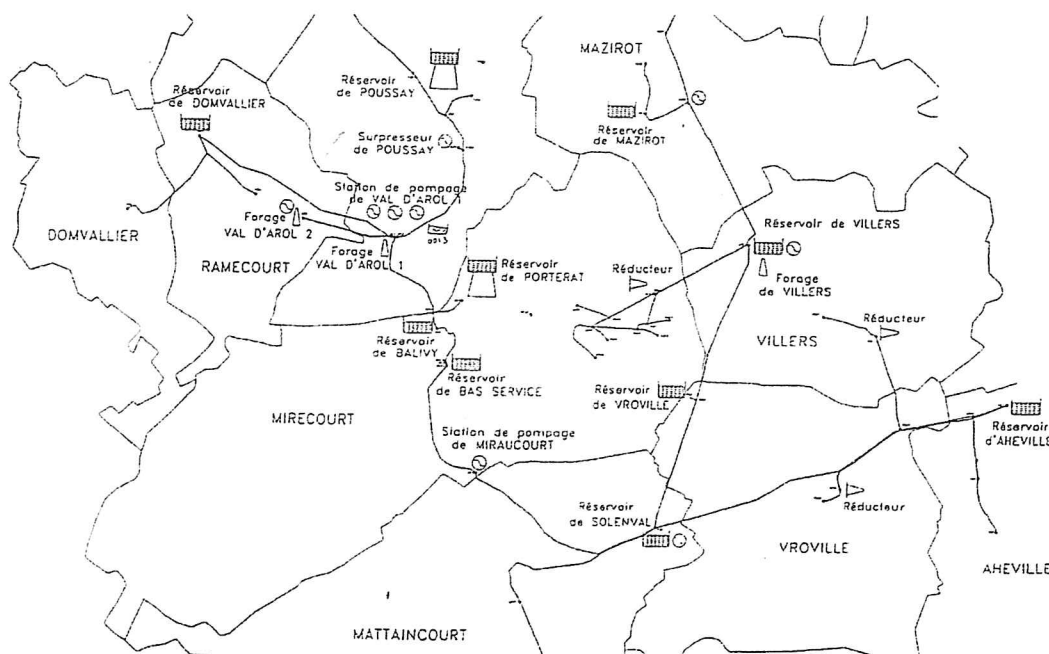 MAZIROT
Réservoir
de POUSSAY
Réservoir
de DOMVALLIER
Réservoir
de MAZIROT
Surpresseur
de POUSSAY
Station de pompage
de VAL D'AROL 1
Forage
VAL D'AROL 2
Forage
VAL D'AROL 1
DOMVALLIER
RAMECOURT
Réservoir de VILLERS
Réservoir
de PORTERAT
Réducteur
Forage
de VILLERS
Réducteur
VILLERS
Réservoir
de BALIVY
Réservoir
de BAS SERVICE
Réservoir
de VROVILLE
MIRECOURT
Réservoir
d'AHEVILLE
Station de pompage
de MIRAUCOURT
Réservoir
de SOLENVAL
Réducteur
VROVILLE
AHEVILLE
MATTAINCOURT